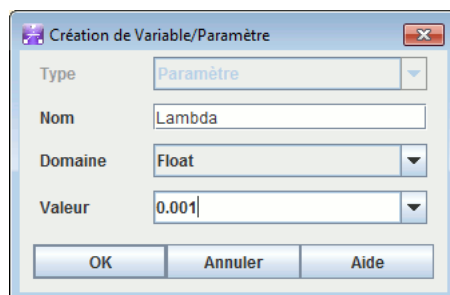 Création de Variable/Paramètre
Type Paramètre
Nom Lambda
Domaine Float
Valeur 0.001
OK Annuler Aide